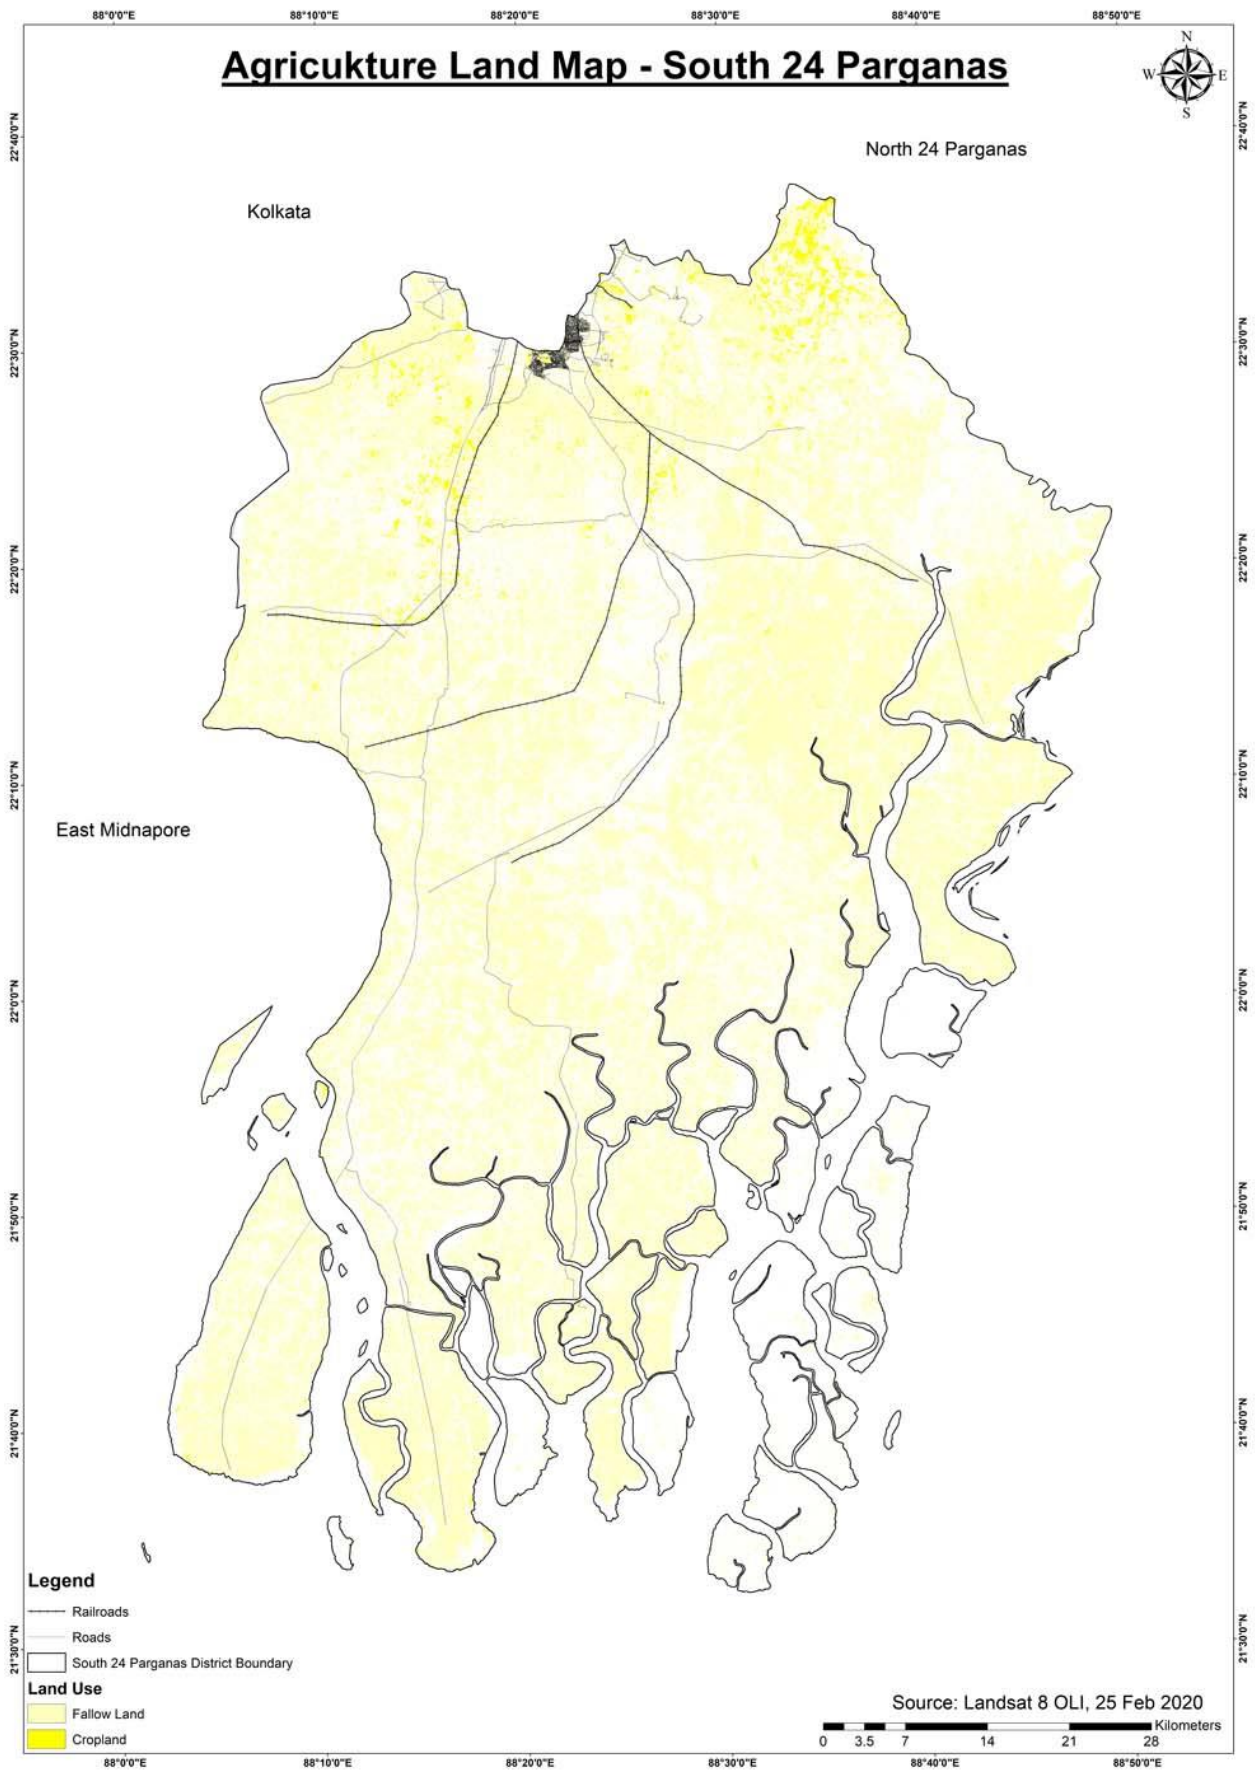 88°0'0"E 88°10'0"E 88°20'0"E 88°30'0"E 88°40'0"E 88°50'0"E
Agricukture Land Map - South 24 Parganas
N
W E
S
22°40'0"N 22°40'0"N
North 24 Parganas
Kolkata
22°30'0"N 22°30'0"N
22°20'0"N 22°20'0"N
22°10'0"N 22°10'0"N
East Midnapore
22°0'0"N 22°0'0"N
21°50'0"N 21°50'0"N
21°40'0"N 21°40'0"N
Legend
Railroads
Roads
21°30'0"N 21°30'0"N
South 24 Parganas District Boundary
Land Use
Fallow Land
Cropland
Source: Landsat 8 OLI, 25 Feb 2020
Kilometers
0 3.5 7 14 21 28
88°0'0"E 88°10'0"E 88°20'0"E 88°30'0"E 88°40'0"E 88°50'0"E